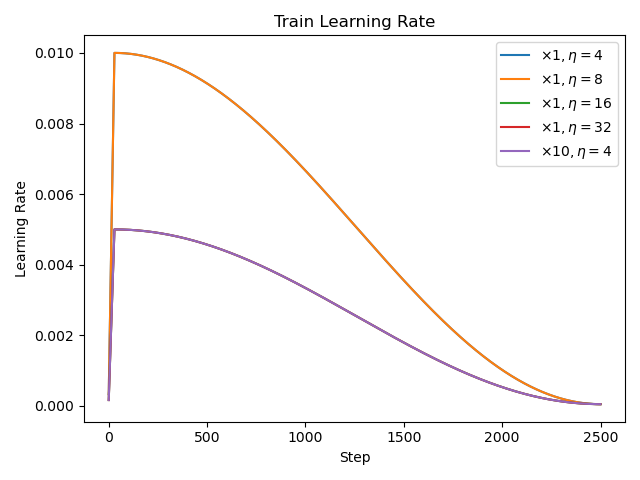 Train Learning Rate
×1, η = 4
×1, η = 8
×1, η = 16
×1, η = 32
×10, η = 4
0.010
0.008
0.006
0.004
0.002
0.000
Learning Rate
0 500 1000 1500 2000 2500
Step